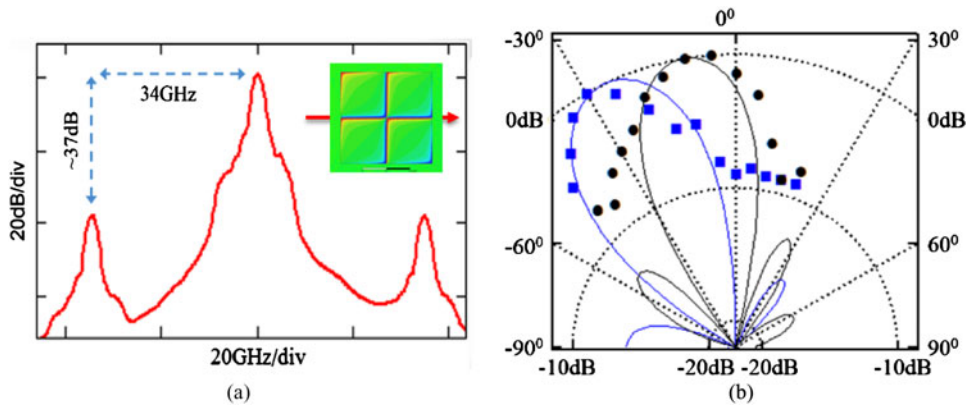 20dB/div
34GHz
~37dB
20GHz/div
(a)
0⁰
-30⁰
30⁰
0dB
0dB
-60⁰
60⁰
-90⁰
90⁰
-10dB
-20dB
-20dB
-10dB
(b)